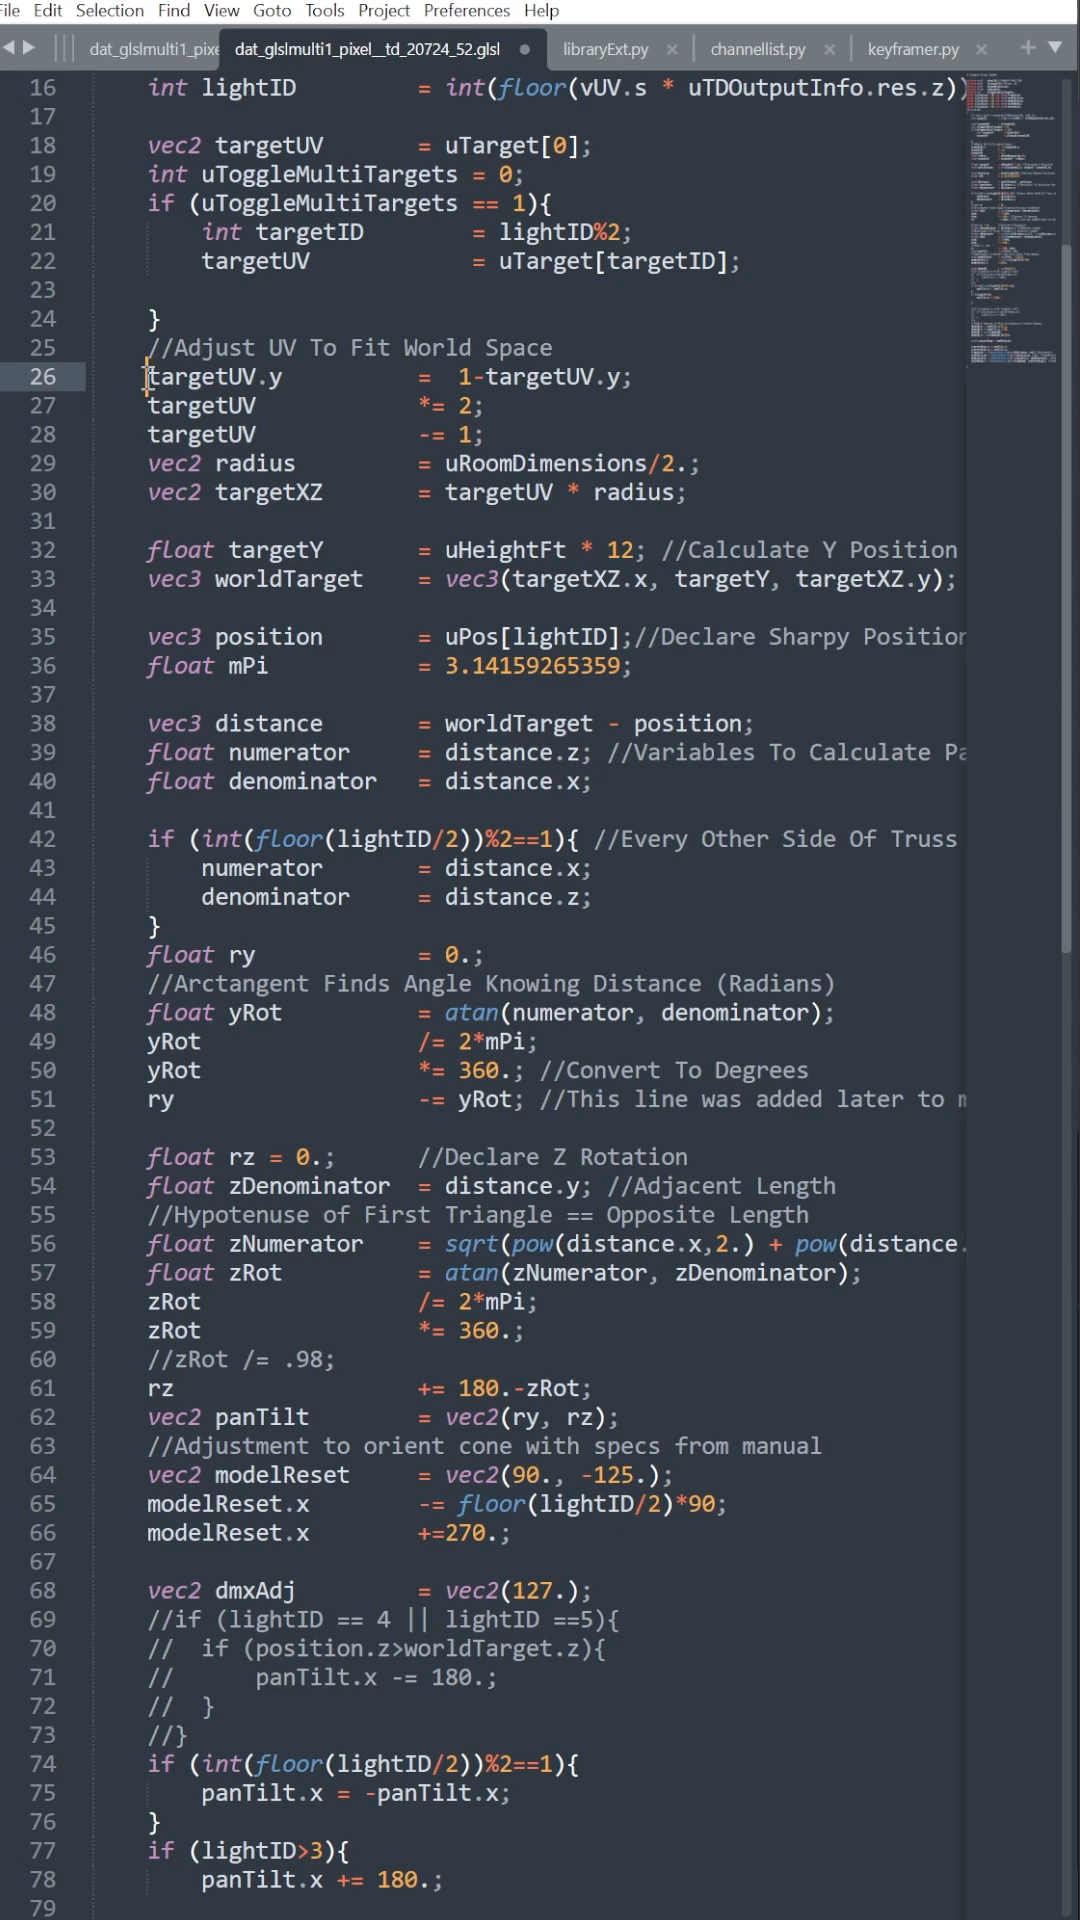 File Edit Selection Find View Goto Tools Project Preferences Help
dat_glslmulti1_pixe dat_glslmulti1_pixel__td_20724_52.glsl libraryExt.py channellist.py keyframer.py
16 int lightID = int(floor(vUV.s * uTDOutputInfo.res.z))
17
18 vec2 targetUV = uTarget[0];
19 int uToggleMultiTargets = 0;
20 if (uToggleMultiTargets == 1){
21 int targetID = lightID%2;
22 targetUV = uTarget[targetID];
23
24 }
25 //Adjust UV To Fit World Space
26 targetUV.y = 1-targetUV.y;
27 targetUV *= 2;
28 targetUV -= 1;
29 vec2 radius = uRoomDimensions/2.;
30 vec2 targetXZ = targetUV * radius;
31
32 float targetY = uHeightFt * 12; //Calculate Y Position
33 vec3 worldTarget = vec3(targetXZ.x, targetY, targetXZ.y);
34
35 vec3 position = uPos[lightID];//Declare Sharpy Position
36 float mPi = 3.14159265359;
37
38 vec3 distance = worldTarget - position;
39 float numerator = distance.z; //Variables To Calculate Pa
40 float denominator = distance.x;
41
42 if (int(floor(lightID/2))%2==1){ //Every Other Side Of Truss
43 numerator = distance.x;
44 denominator = distance.z;
45 }
46 float ry = 0.;
47 //Arctangent Finds Angle Knowing Distance (Radians)
48 float yRot = atan(numerator, denominator);
49 yRot /= 2*mPi;
50 yRot *= 360.; //Convert To Degrees
51 ry -= yRot; //This line was added later to
52
53 float rz = 0.; //Declare Z Rotation
54 float zDenominator = distance.y; //Adjacent Length
55 //Hypotenuse of First Triangle == Opposite Length
56 float zNumerator = sqrt(pow(distance.x,2.) + pow(distance.
57 float zRot = atan(zNumerator, zDenominator);
58 zRot /= 2*mPi;
59 zRot *= 360.;
60 //zRot /= .98;
61 rz += 180.-zRot;
62 vec2 panTilt = vec2(ry, rz);
63 //Adjustment to orient cone with specs from manual
64 vec2 modelReset = vec2(90., -125.);
65 modelReset.x -= floor(lightID/2)*90;
66 modelReset.x +=270.;
67
68 vec2 dmxAdj = vec2(127.);
69 //if (lightID == 4 || lightID ==5){
70 // if (position.z>worldTarget.z){
71 // panTilt.x -= 180.;
72 // }
73 //}
74 if (int(floor(lightID/2))%2==1){
75 panTilt.x = -panTilt.x;
76 }
77 if (lightID>3){
78 panTilt.x += 180.;
79